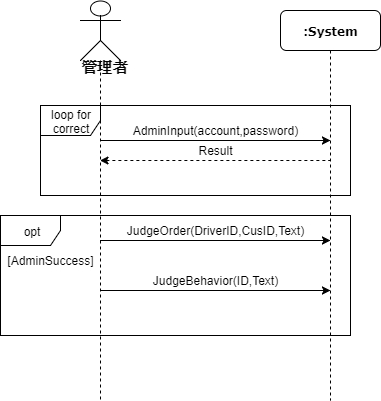 :System
管理者
loop for
correct
AdminInput(account,password)
Result
opt
JudgeOrder(DriverID,CusID,Text)
[AdminSuccess]
JudgeBehavior(ID,Text)